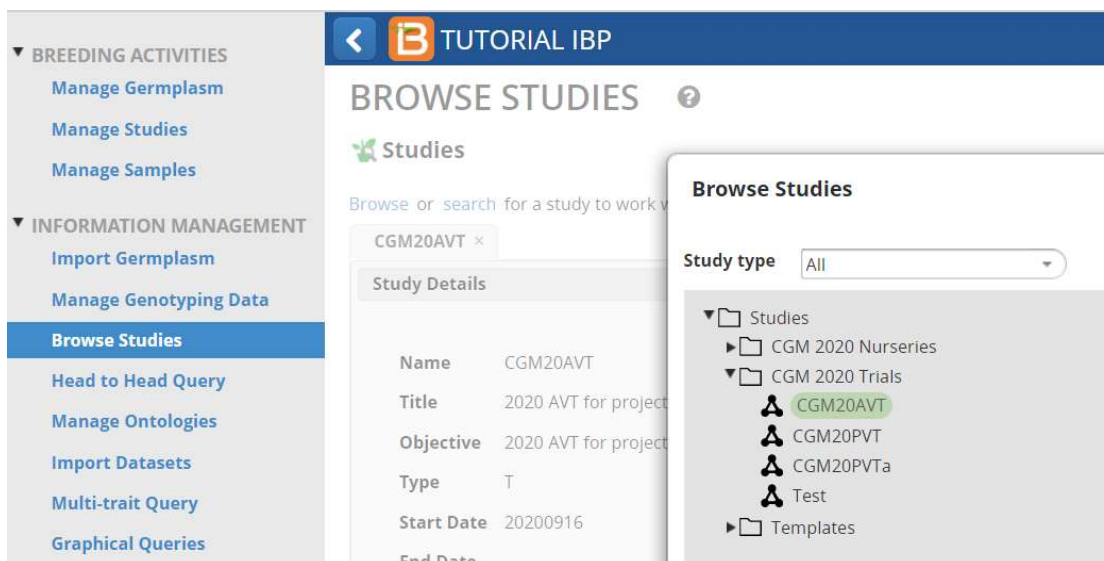 BREEDING ACTIVITIES
Manage Germplasm
Manage Studies
Manage Samples
INFORMATION MANAGEMENT
Import Germplasm
Manage Genotyping Data
Browse Studies
Head to Head Query
Manage Ontologies
Import Datasets
Multi-trait Query
Graphical Queries
TUTORIAL IBP
BROWSE STUDIES ?
Studies
Browse or search for a study to work
CGM20AVT ×
Study Details
Name CGM20AVT
Title 2020 AVT for project
Objective 2020 AVT for project
Type T
Start Date 20200916
End Date
Browse Studies
Study type All
Studies
CGM 2020 Nurseries
CGM 2020 Trials
CGM20AVT
CGM20PVT
CGM20PVTa
Test
Templates